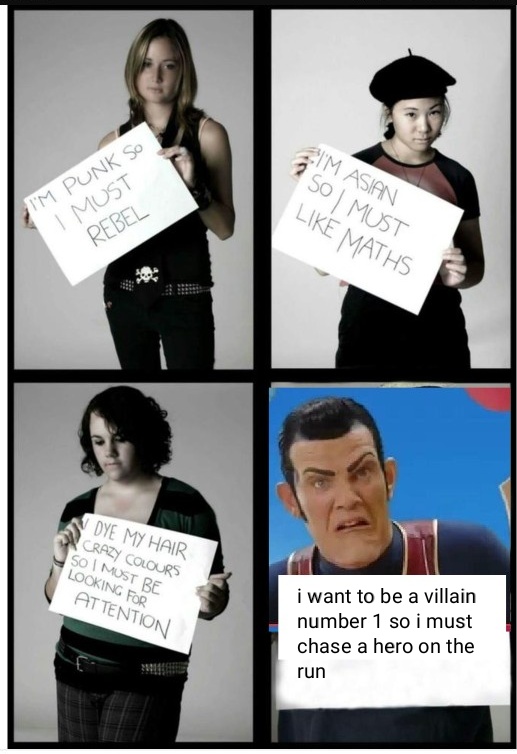 I'M PUNK SO
I MUST
REBEL
I'M ASIAN
SO I MUST
LIKE MATHS
I DYE MY HAIR
CRAZY COLOURS
SO I MUST BE
LOOKING FOR
ATTENTION
i want to be a villain
number 1 so i must
chase a hero on the
run